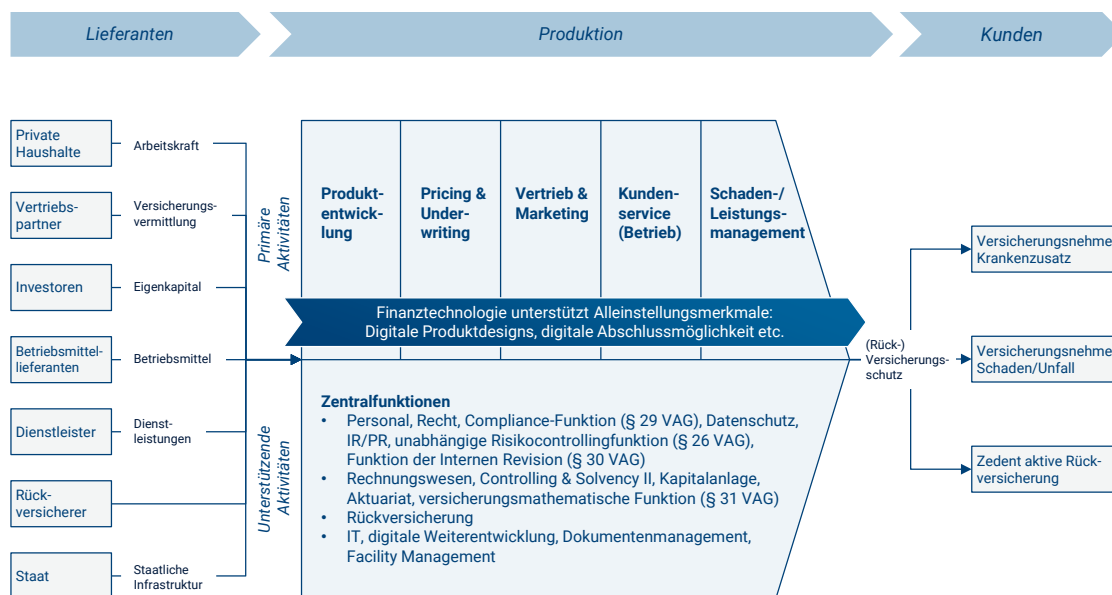 Lieferanten
Produktion
Kunden
Private
Haushalte
Arbeitskraft
Vertriebs-
partner
Versicherungs-
vermittlung
Investoren
Eigenkapital
Betriebsmittel-
lieferanten
Betriebsmittel
Dienstleister
Dienst-
leistungen
Rück-
versicherer
Staat
Staatliche
Infrastruktur
Primäre
Aktivitäten
Unterstützende
Aktivitäten
Produkt-
entwick-
lung
Pricing &
Under-
writing
Vertrieb &
Marketing
Kunden-
service
(Betrieb)
Schaden-/
Leistungs-
management
Finanztechnologie unterstützt Alleinstellungsmerkmale:
Digitale Produktdesigns, digitale Abschlussmöglichkeit etc.
Zentralfunktionen
• Personal, Recht, Compliance-Funktion (§ 29 VAG), Datenschutz,
IR/PR, unabhängige Risikocontrollingfunktion (§ 26 VAG),
Funktion der Internen Revision (§ 30 VAG)
• Rechnungswesen, Controlling & Solvency II, Kapitalanlage,
Aktuariat, versicherungsmathematische Funktion (§ 31 VAG)
• Rückversicherung
• IT, digitale Weiterentwicklung, Dokumentenmanagement,
Facility Management
(Rück-)
Versicherungs-
schutz
Versicherungsnehme
Krankenzusatz
Versicherungsnehme
Schaden/Unfall
Zedent aktive Rück-
versicherung